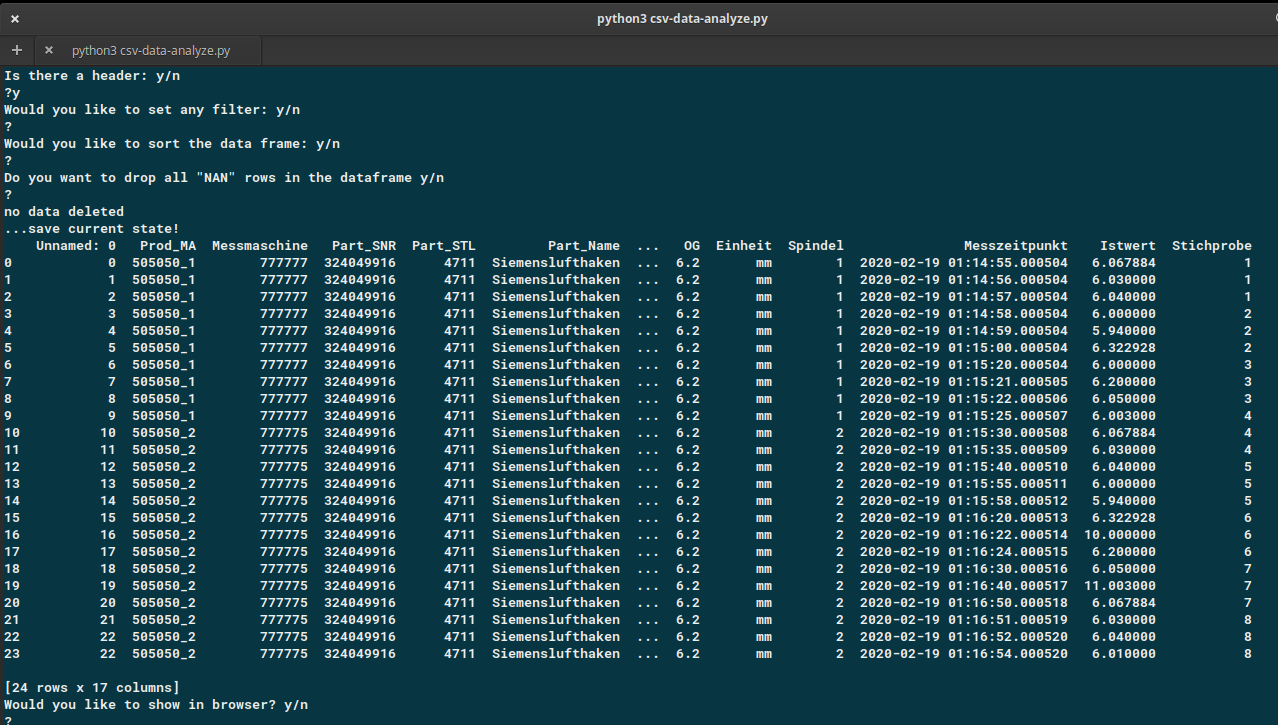 python3 csv-data-analyze.py
python3 csv-data-analyze.py
Is there a header: y/n
?y
Would you like to set any filter: y/n
?
Would you like to sort the data frame: y/n
?
Do you want to drop all "NAN" rows in the dataframe y/n
?
no data deleted
...save current state!
Unnamed: 0 Prod_MA Messmaschine Part_SNR Part_STL Part_Name ... OG Einheit Spindel Messzeitpunkt Istwert Stichprobe
0 0 505050_1 777777 324049916 4711 Siemenslufthaken ... 6.2 mm 1 2020-02-19 01:14:55.000504 6.067884 1
1 1 505050_1 777777 324049916 4711 Siemenslufthaken ... 6.2 mm 1 2020-02-19 01:14:56.000504 6.030000 1
2 2 505050_1 777777 324049916 4711 Siemenslufthaken ... 6.2 mm 1 2020-02-19 01:14:57.000504 6.040000 1
3 3 505050_1 777777 324049916 4711 Siemenslufthaken ... 6.2 mm 1 2020-02-19 01:14:58.000504 6.000000 2
4 4 505050_1 777777 324049916 4711 Siemenslufthaken ... 6.2 mm 1 2020-02-19 01:14:59.000504 5.940000 2
5 5 505050_1 777777 324049916 4711 Siemenslufthaken ... 6.2 mm 1 2020-02-19 01:15:00.000504 6.322928 2
6 6 505050_1 777777 324049916 4711 Siemenslufthaken ... 6.2 mm 1 2020-02-19 01:15:20.000504 6.000000 3
7 7 505050_1 777777 324049916 4711 Siemenslufthaken ... 6.2 mm 1 2020-02-19 01:15:21.000505 6.200000 3
8 8 505050_1 777777 324049916 4711 Siemenslufthaken ... 6.2 mm 1 2020-02-19 01:15:22.000506 6.050000 3
9 9 505050_1 777777 324049916 4711 Siemenslufthaken ... 6.2 mm 1 2020-02-19 01:15:25.000507 6.003000 4
10 10 505050_2 777775 324049916 4711 Siemenslufthaken ... 6.2 mm 2 2020-02-19 01:15:30.000508 6.067884 4
11 11 505050_2 777775 324049916 4711 Siemenslufthaken ... 6.2 mm 2 2020-02-19 01:15:35.000509 6.030000 4
12 12 505050_2 777775 324049916 4711 Siemenslufthaken ... 6.2 mm 2 2020-02-19 01:15:40.000510 6.040000 5
13 13 505050_2 777775 324049916 4711 Siemenslufthaken ... 6.2 mm 2 2020-02-19 01:15:55.000511 6.000000 5
14 14 505050_2 777775 324049916 4711 Siemenslufthaken ... 6.2 mm 2 2020-02-19 01:15:58.000512 5.940000 5
15 15 505050_2 777775 324049916 4711 Siemenslufthaken ... 6.2 mm 2 2020-02-19 01:16:20.000513 6.322928 6
16 16 505050_2 777775 324049916 4711 Siemenslufthaken ... 6.2 mm 2 2020-02-19 01:16:22.000514 10.000000 6
17 17 505050_2 777775 324049916 4711 Siemenslufthaken ... 6.2 mm 2 2020-02-19 01:16:24.000515 6.200000 6
18 18 505050_2 777775 324049916 4711 Siemenslufthaken ... 6.2 mm 2 2020-02-19 01:16:30.000516 6.050000 7
19 19 505050_2 777775 324049916 4711 Siemenslufthaken ... 6.2 mm 2 2020-02-19 01:16:40.000517 11.003000 7
20 20 505050_2 777775 324049916 4711 Siemenslufthaken ... 6.2 mm 2 2020-02-19 01:16:50.000518 6.067884 7
21 21 505050_2 777775 324049916 4711 Siemenslufthaken ... 6.2 mm 2 2020-02-19 01:16:51.000519 6.030000 8
22 22 505050_2 777775 324049916 4711 Siemenslufthaken ... 6.2 mm 2 2020-02-19 01:16:52.000520 6.040000 8
23 22 505050_2 777775 324049916 4711 Siemenslufthaken ... 6.2 mm 2 2020-02-19 01:16:54.000520 6.010000 8
[24 rows x 17 columns]
Would you like to show in browser? y/n
?